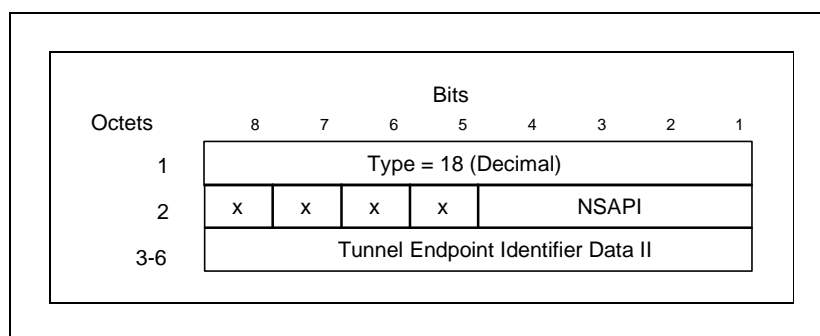 Bits
Octets 8 7 6 5 4 3 2 1
1 Type = 18 (Decimal)
2 x x x x NSAPI
3-6 Tunnel Endpoint Identifier Data II